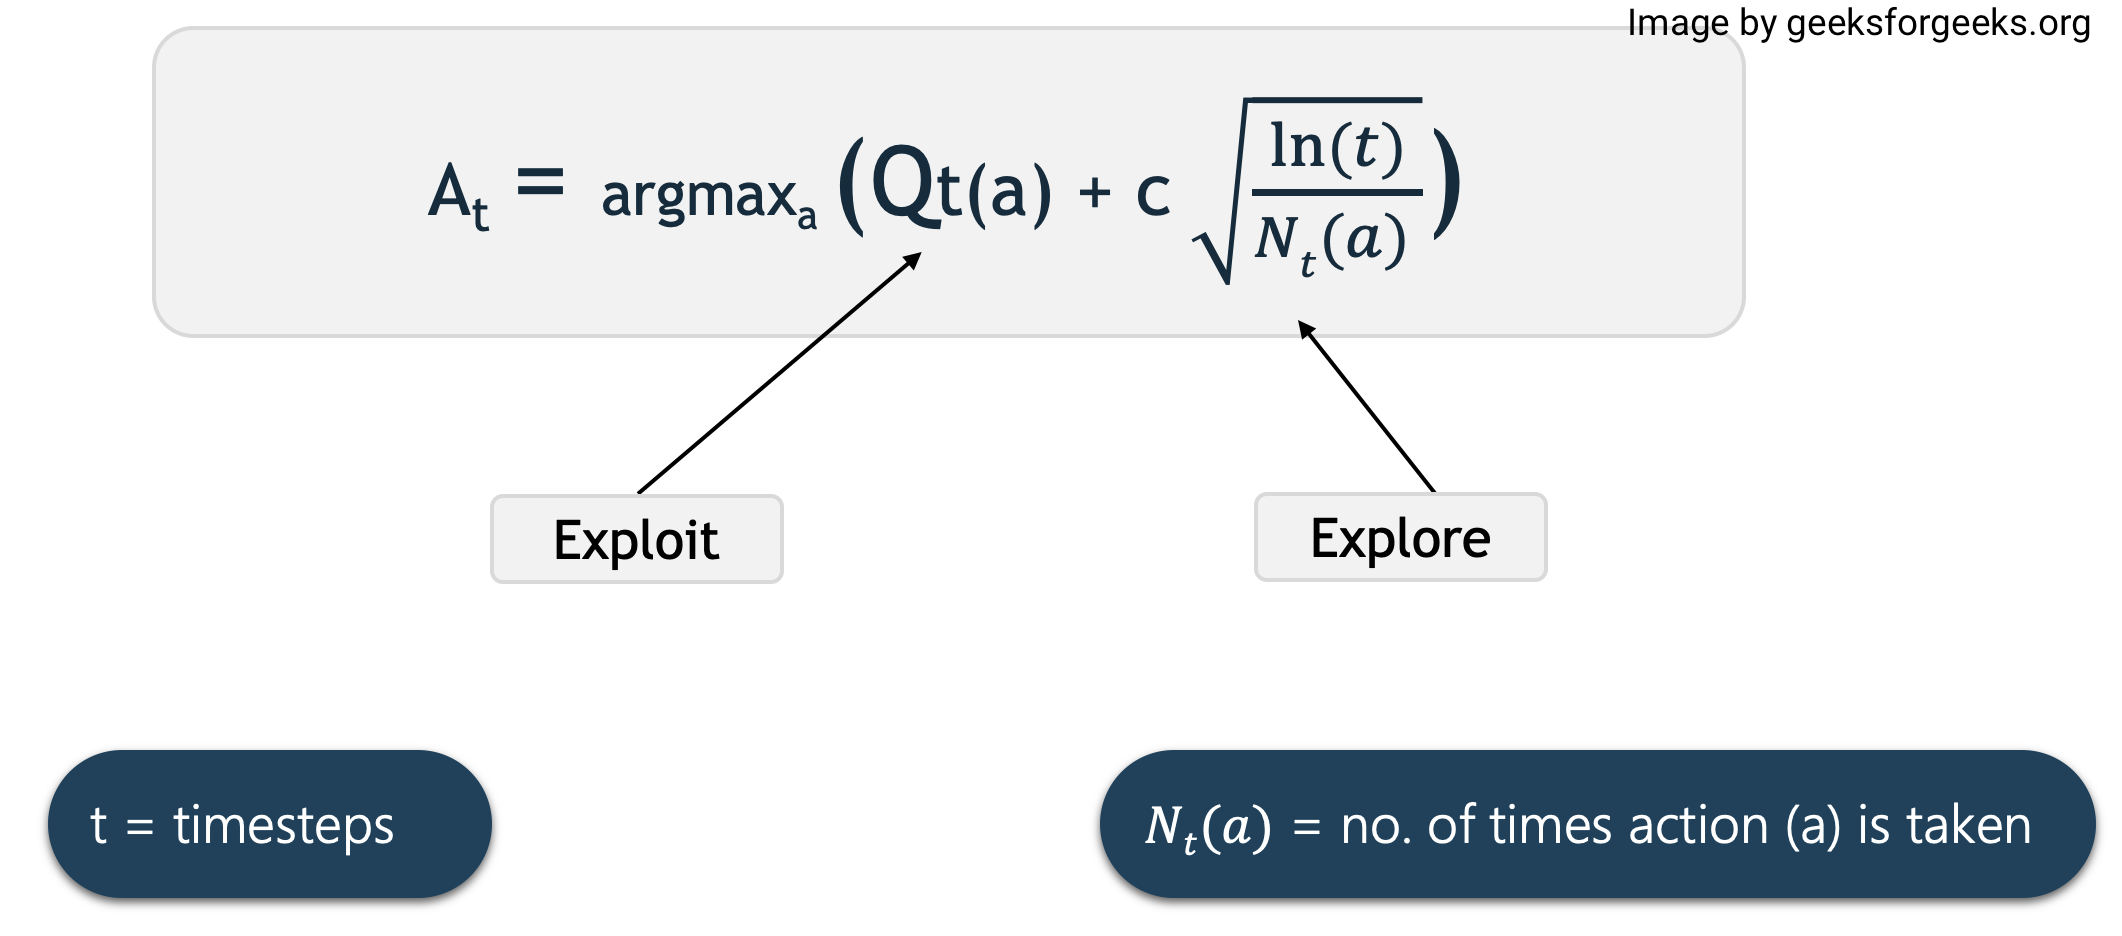 Image by geeksforgeeks.org
Aₜ = argmaxₐ (Qt(a) + c √(ln(t) / Nₜ(a)))
Exploit
Explore
t = timesteps
Nₜ(a) = no. of times action (a) is taken